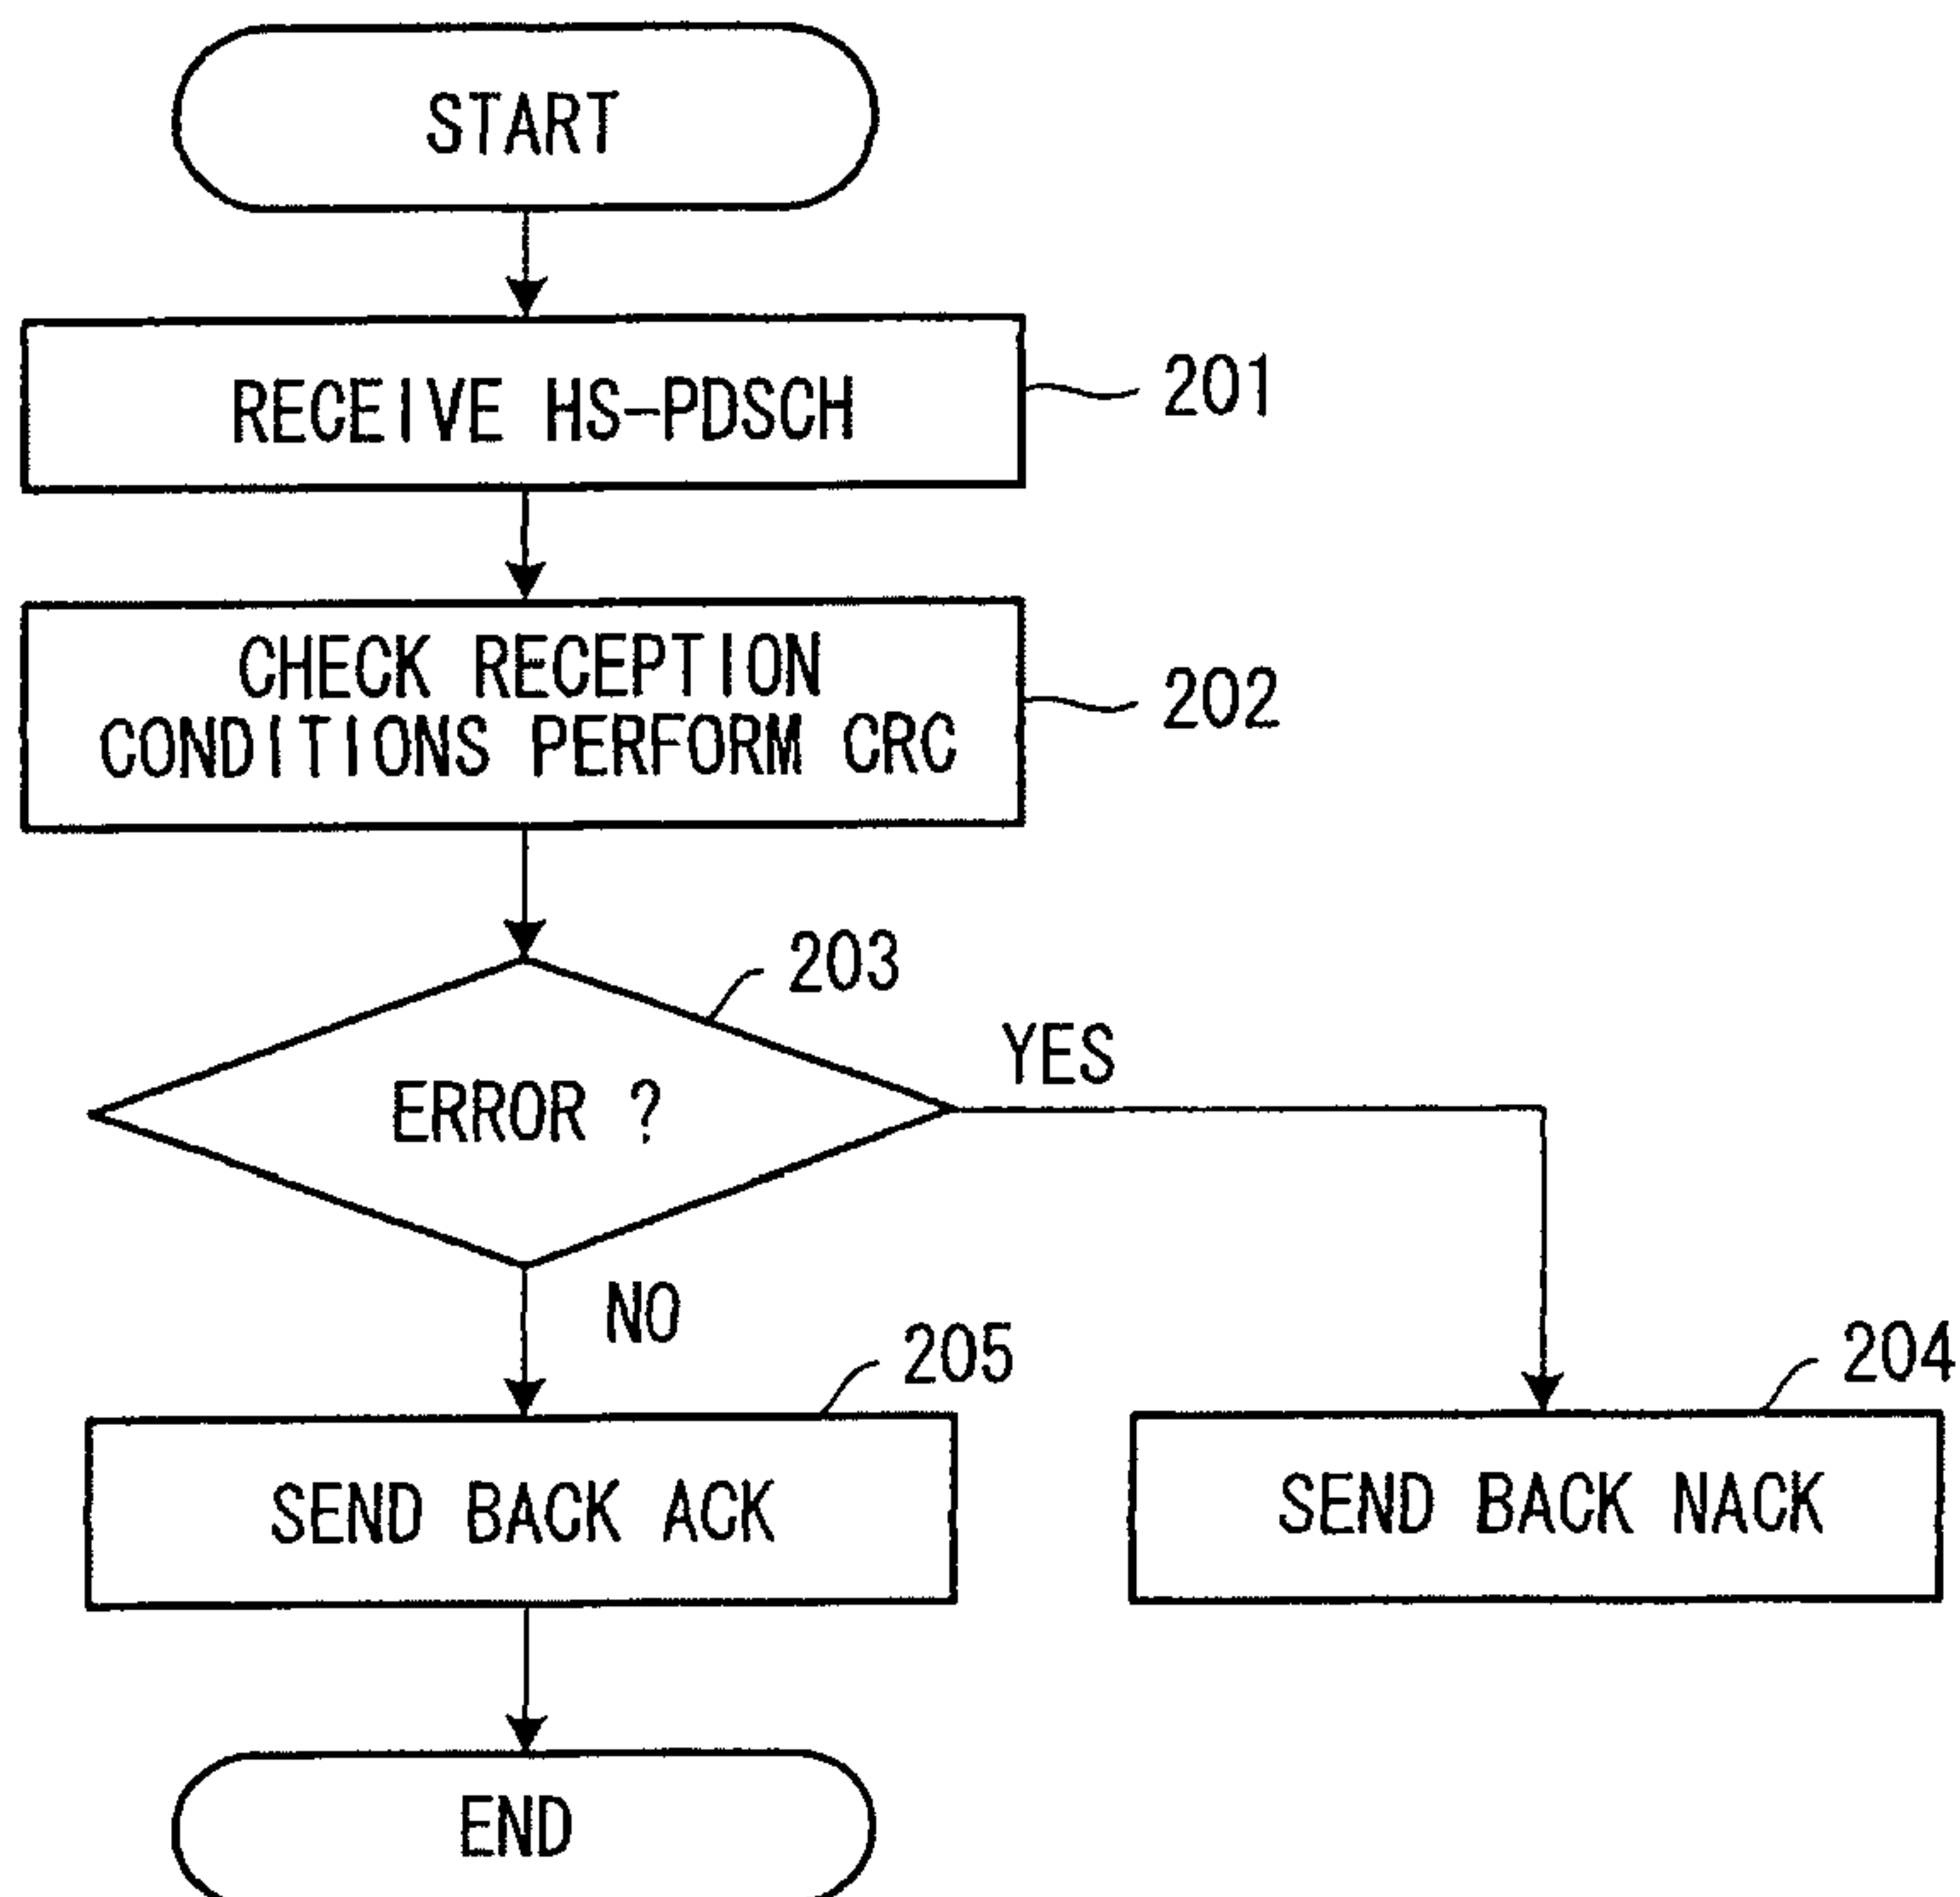 START
RECEIVE HS-PDSCH
201
CHECK RECEPTION
CONDITIONS PERFORM CRC
202
203
ERROR ?
YES
NO
205
SEND BACK ACK
204
SEND BACK NACK
END